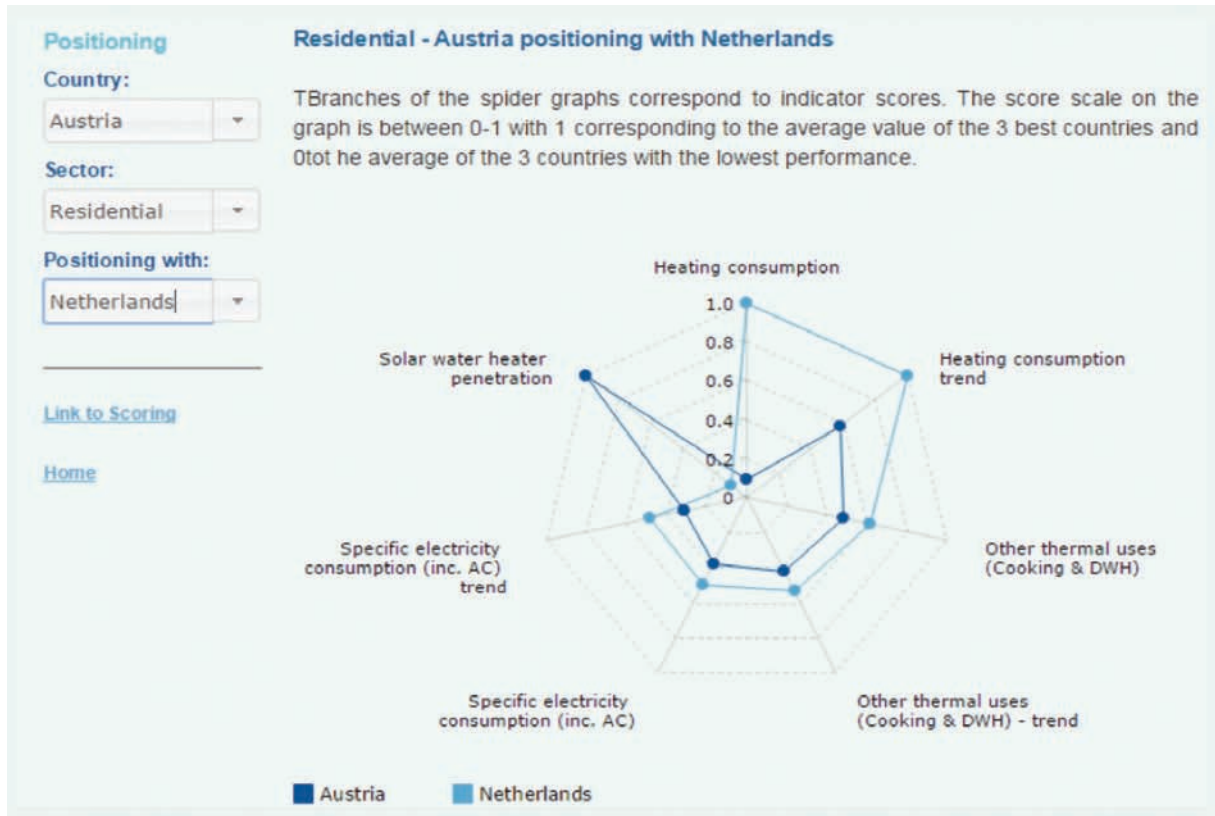 Positioning
Country:
Austria
Sector:
Residential
Positioning with:
Netherlands
Link to Scoring
Home
Residential - Austria positioning with Netherlands
TBranches of the spider graphs correspond to indicator scores. The score scale on the
graph is between 0-1 with 1 corresponding to the average value of the 3 best countries and
0tot he average of the 3 countries with the lowest performance.
Heating consumption
1.0
0.8
0.6
0.4
0.2
0
Heating consumption
trend
Other thermal uses
(Cooking & DWH)
Other thermal uses
(Cooking & DWH) - trend
Specific electricity
consumption (inc. AC)
Specific electricity
consumption (inc. AC)
trend
Solar water heater
penetration
Austria
Netherlands